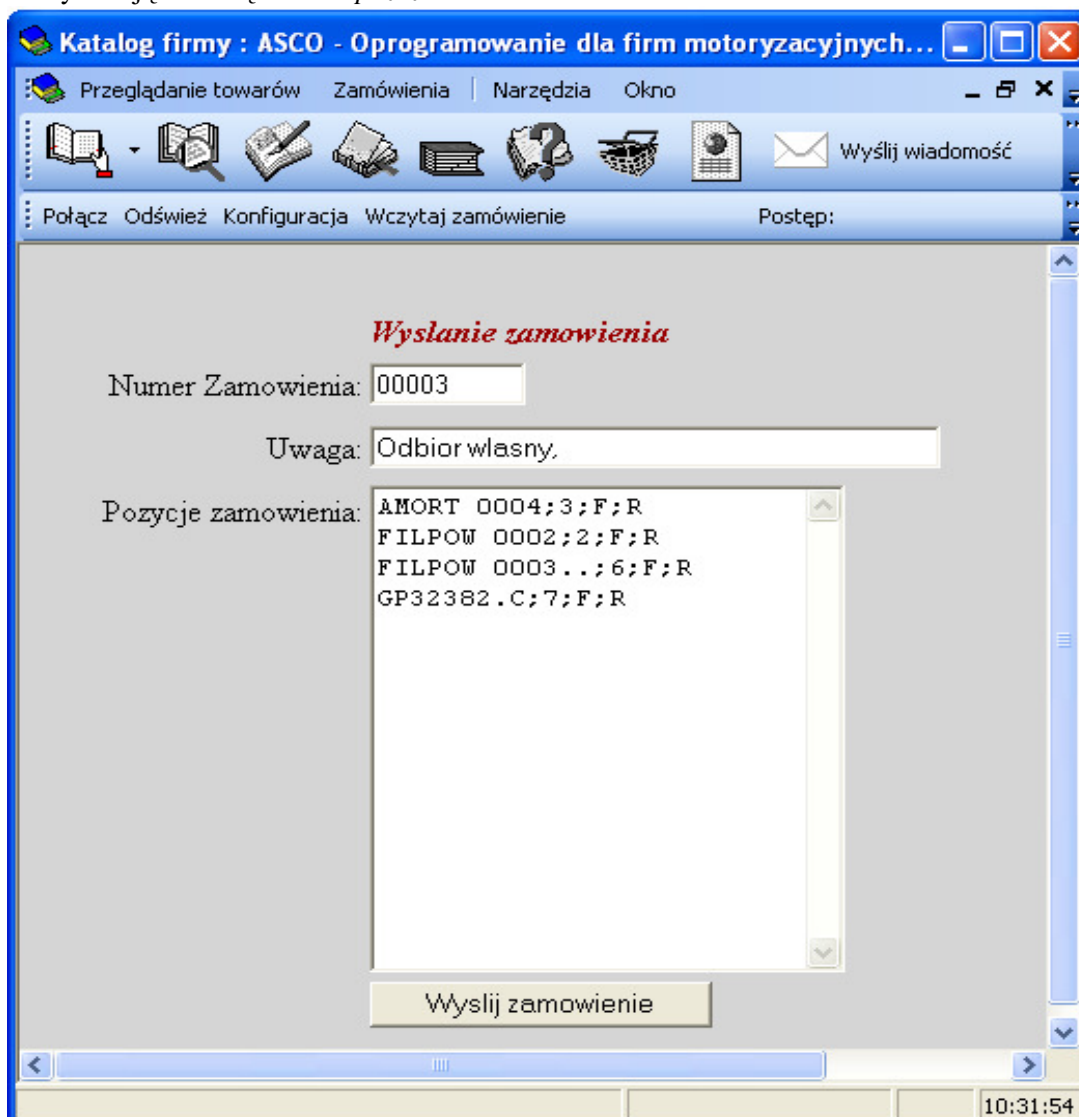 Katalog firmy : ASCO - Oprogramowanie dla firm motoryzacyjnych...
Przeglądanie towarów Zamówienia Narzędzia Okno
Wyślij wiadomość
Połącz Odśwież Konfiguracja Wczytaj zamówienie Postęp:
Wyslanie zamowienia
Numer Zamowienia: 00003
Uwaga: Odbior wlasny,
Pozycje zamowienia: AMORT 0004;3;F;R
FILPOW 0002;2;F;R
FILPOW 0003..;6;F;R
GP32382.C;7;F;R
Wyslij zamowienie
10:31:54